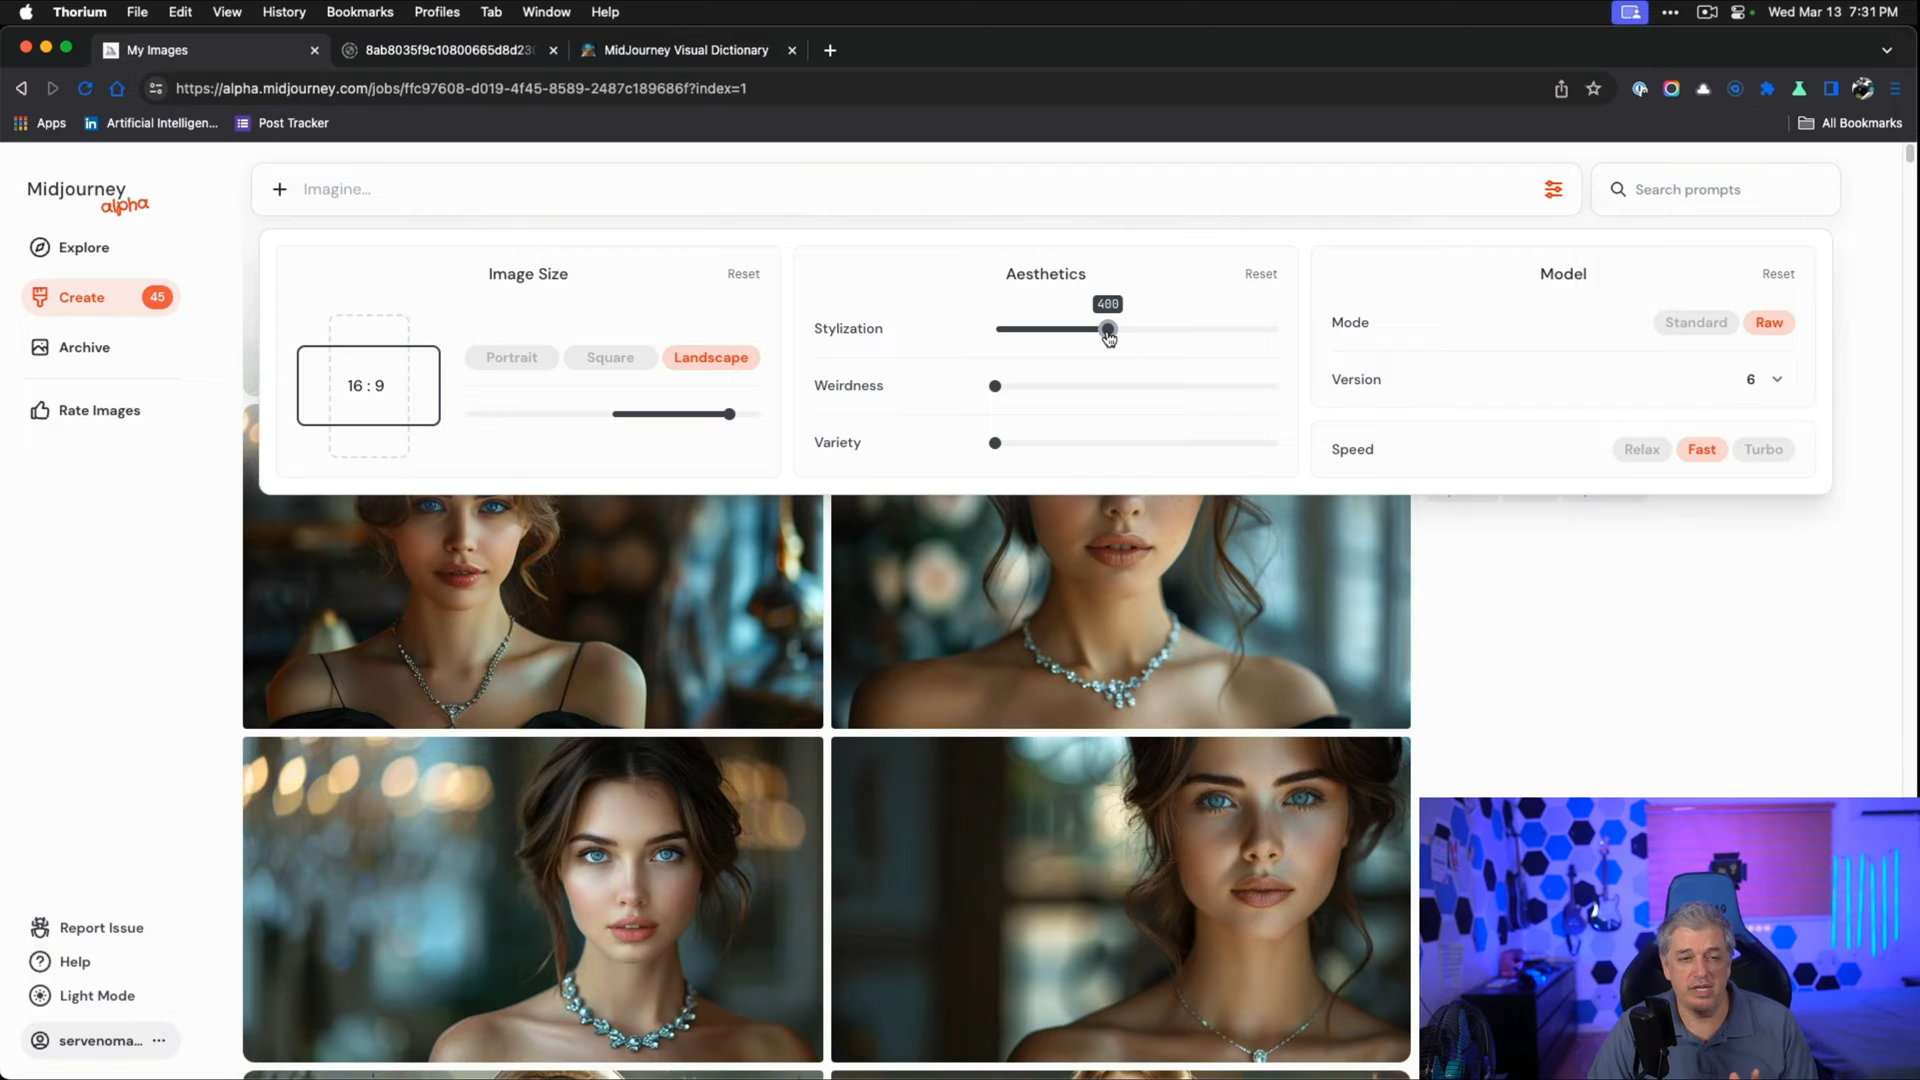 Thorium File Edit View History Bookmarks Profiles Tab Window Help Wed Mar 13 7:31 PM
My Images 8ab8035f9c10800665d8d230 MidJourney Visual Dictionary
https://alpha.midjourney.com/jobs/ffc97608-d019-4f45-8589-2487c189686f?index=1
Apps Artificial Intelligen... Post Tracker All Bookmarks
Midjourney
alpha
Imagine...
Search prompts
Explore
Create 45
Archive
Rate Images
Image Size Reset
16 : 9
Portrait Square Landscape
Aesthetics Reset
400
Stylization
Weirdness
Variety
Model Reset
Mode Standard Raw
Version 6
Speed Relax Fast Turbo
Report Issue
Help
Light Mode
servenoma... ...